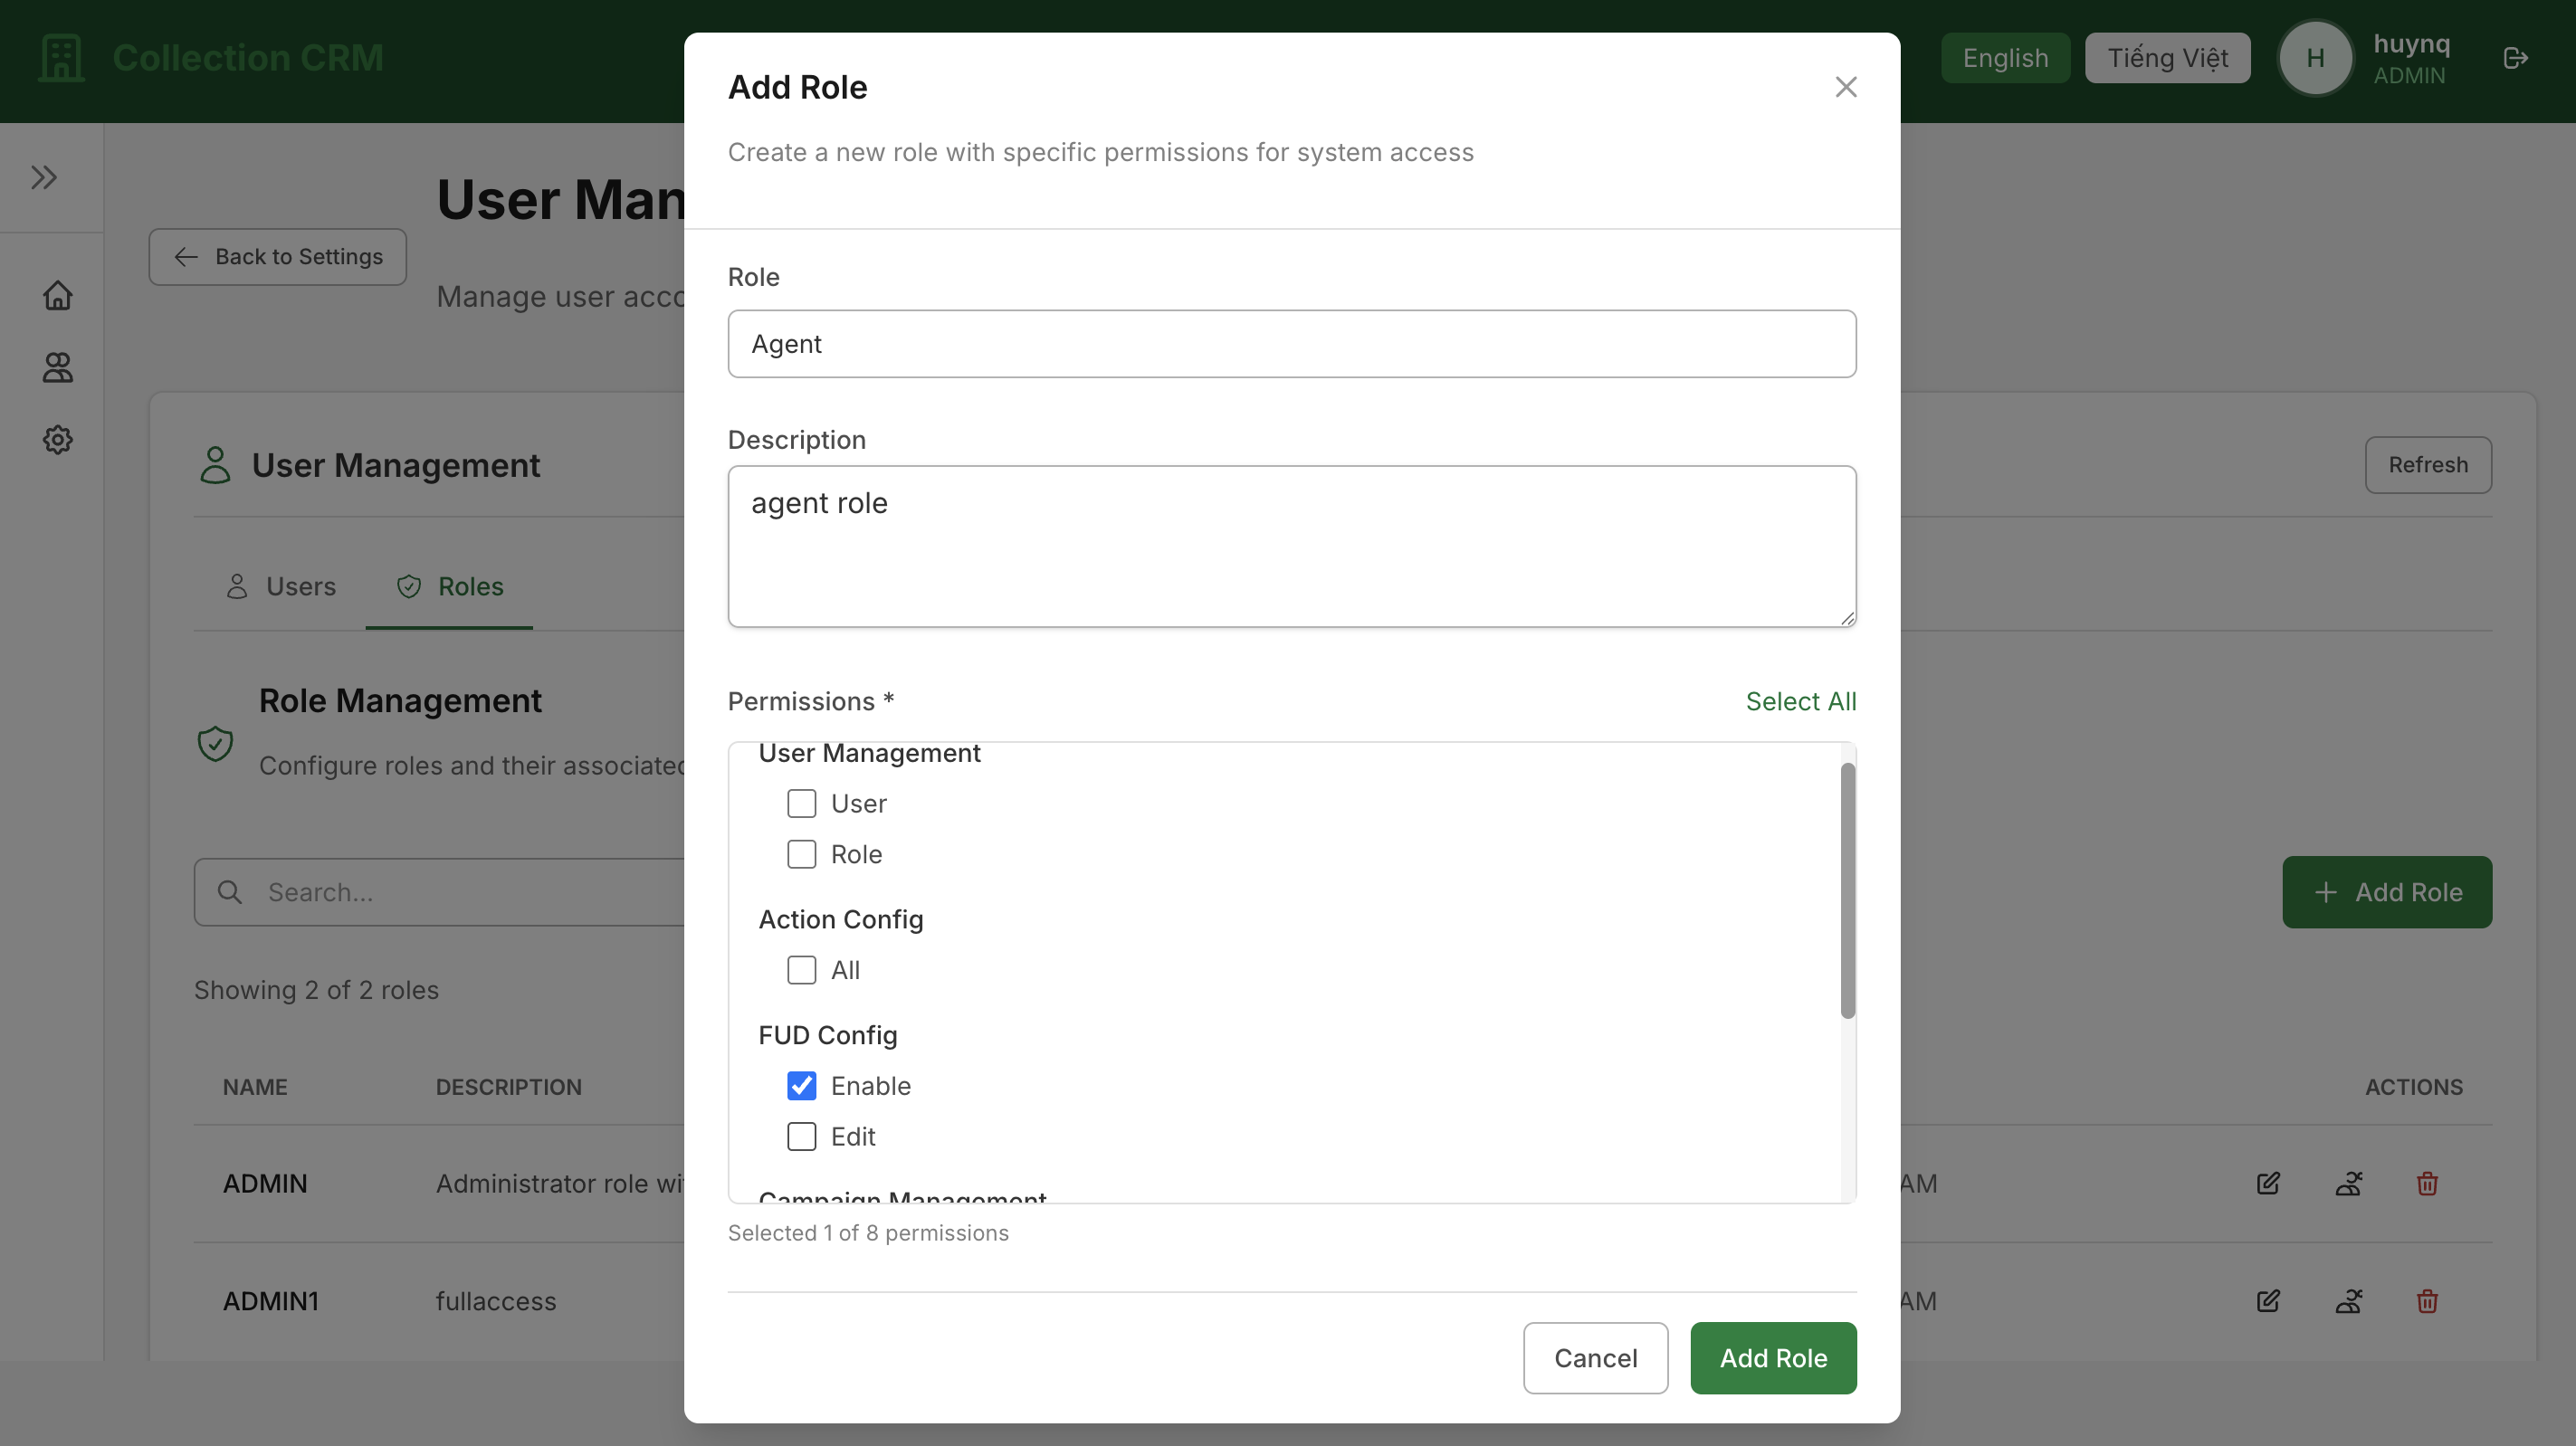 Collection CRM
English
Tiếng Việt
H
huynq
ADMIN
Back to Settings
User Man
Manage user acco
User Management
Refresh
Users
Roles
Role Management
Configure roles and their associated
Search...
Add Role
Showing 2 of 2 roles
NAME
DESCRIPTION
ACTIONS
ADMIN
Administrator role wi
AM
ADMIN1
fullaccess
AM
Add Role
Create a new role with specific permissions for system access
Role
Agent
Description
agent role
Permissions *
Select All
User Management
User
Role
Action Config
All
FUD Config
Enable
Edit
Campaign Management
Selected 1 of 8 permissions
Cancel
Add Role